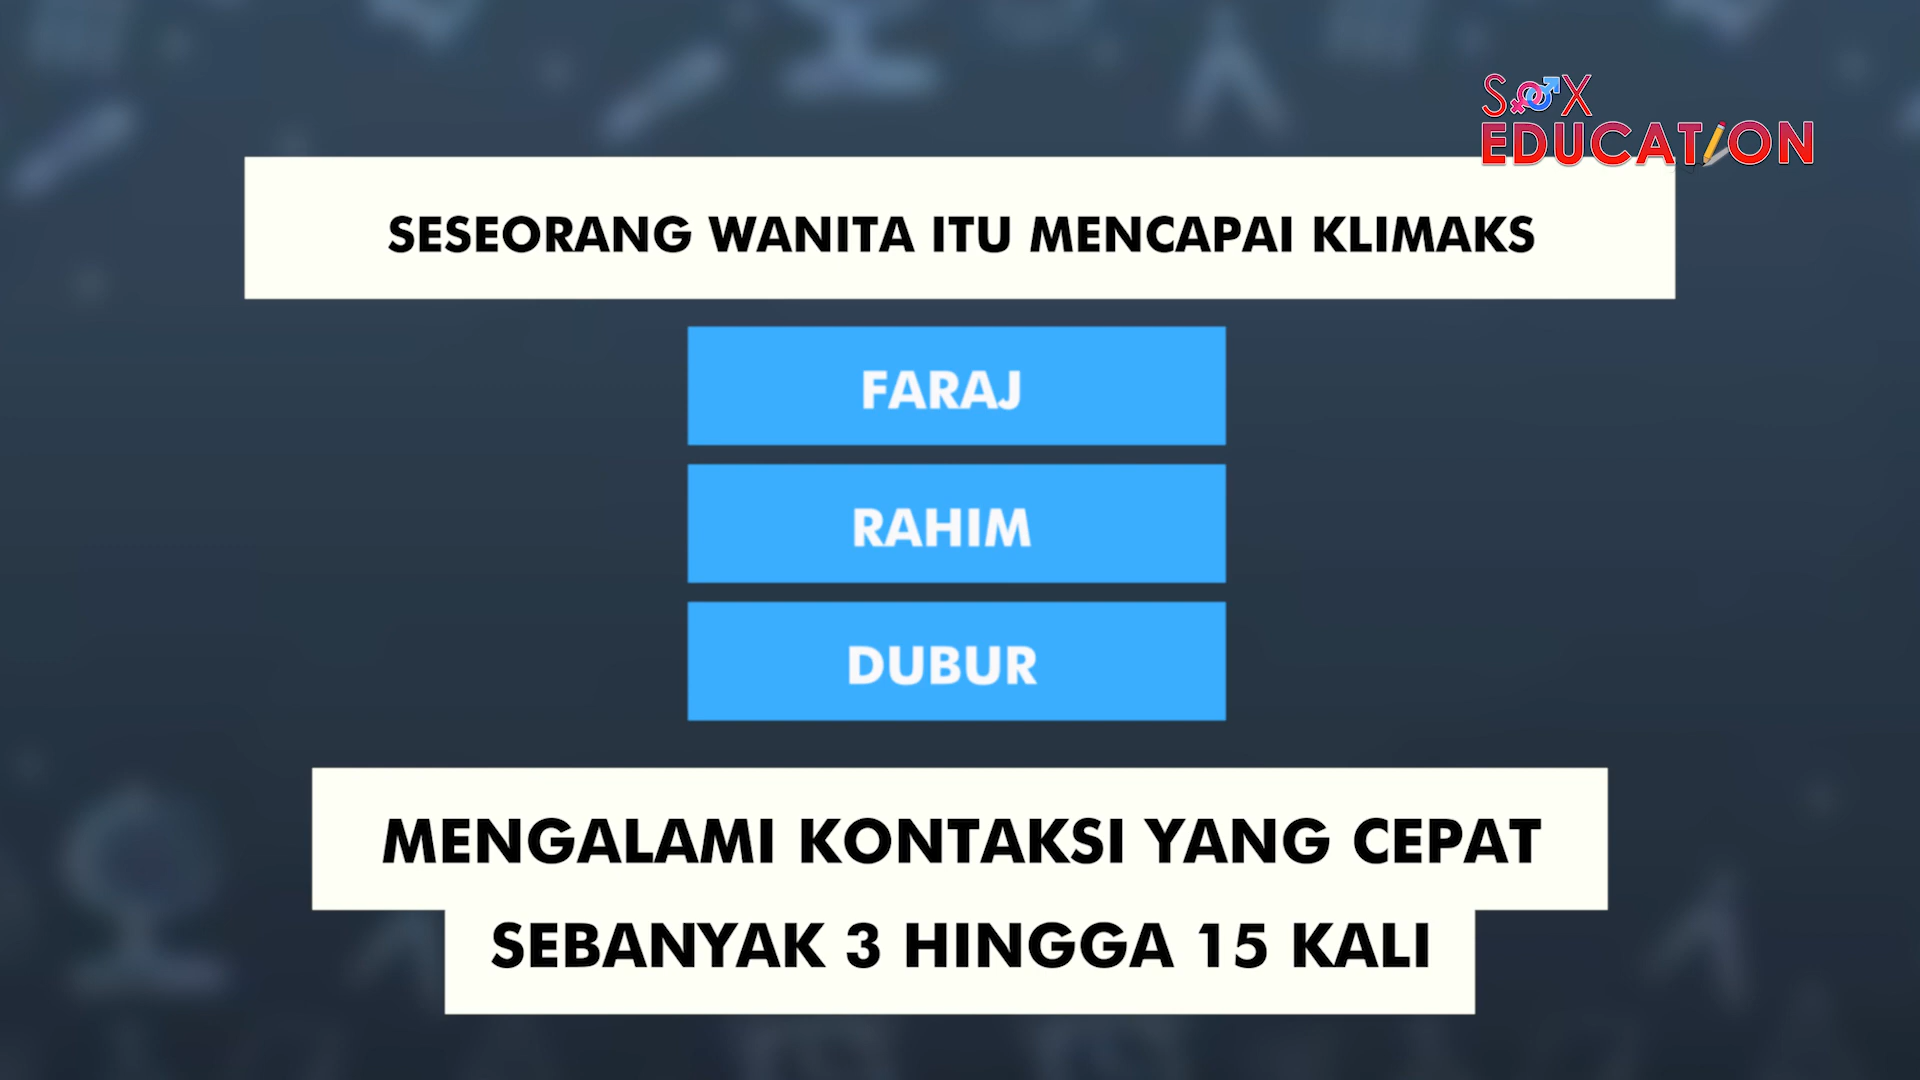 SEX
EDUCATION
SESEORANG WANITA ITU MENCAPAI KLIMAKS
FARAJ
RAHIM
DUBUR
MENGALAMI KONTAKSI YANG CEPAT
SEBANYAK 3 HINGGA 15 KALI